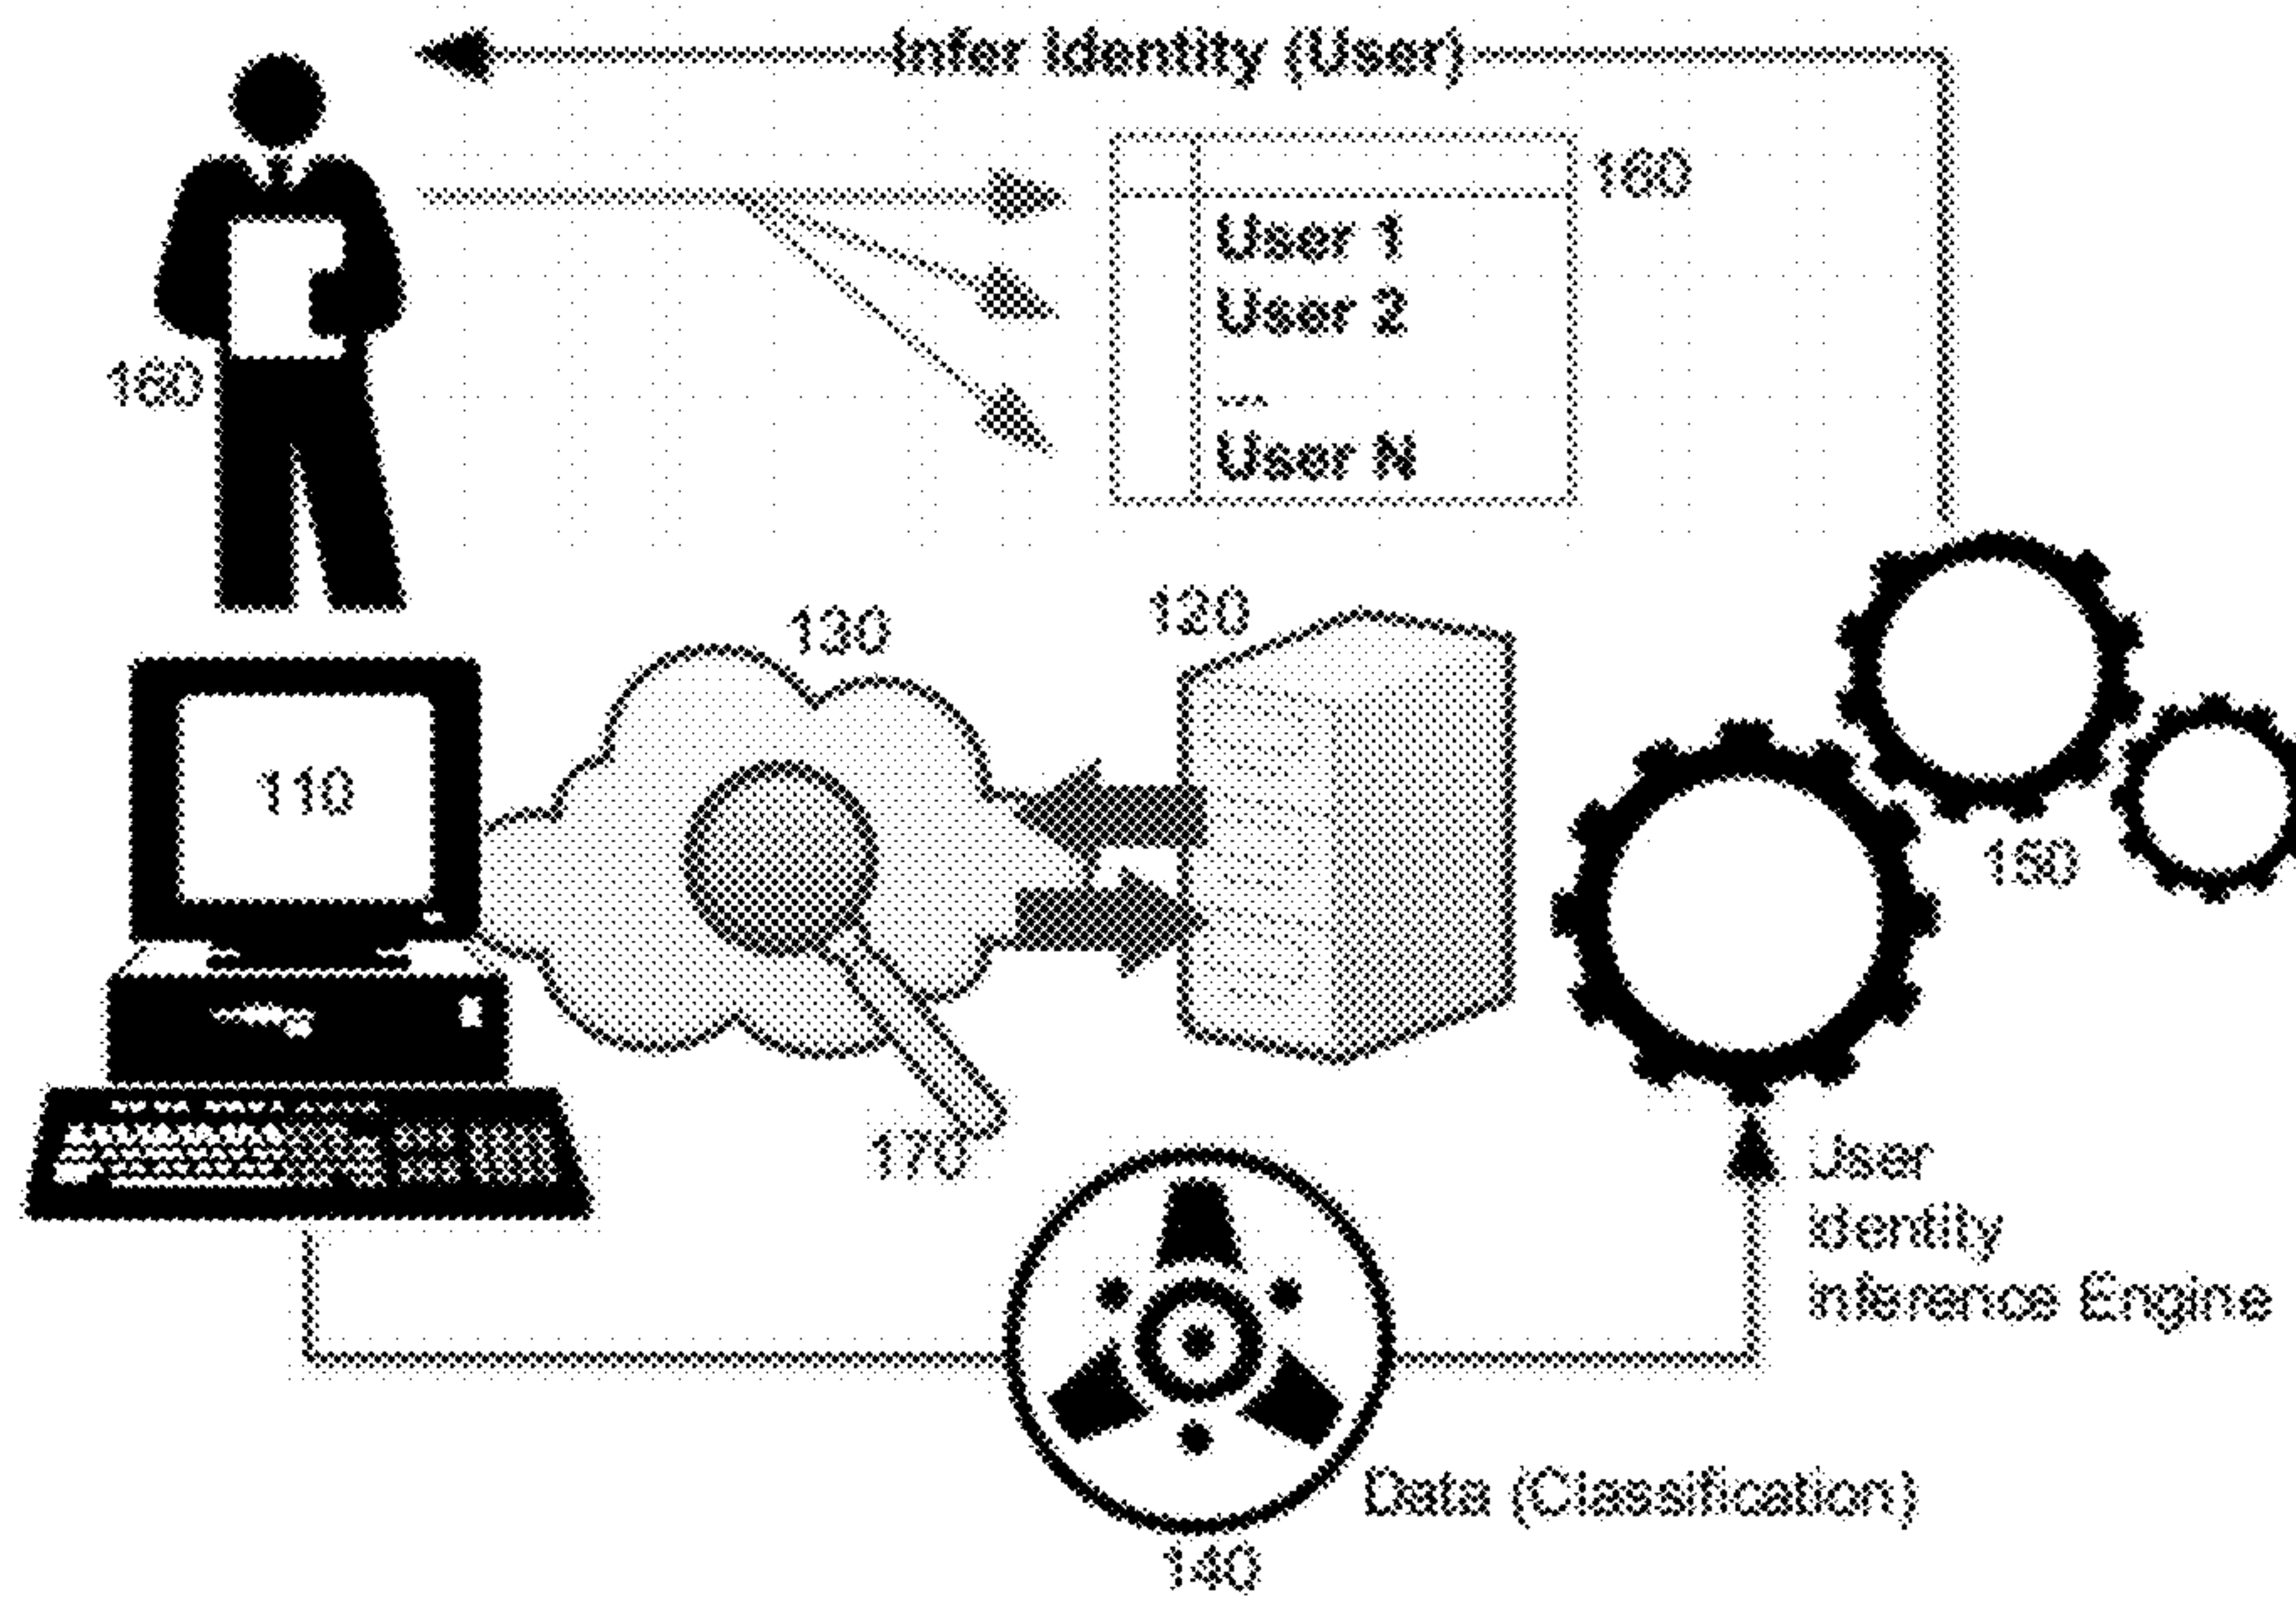 Infer Identity (User)
160
User 1
User 2
...
User N
180
130
120
110
150
170
User
Identity
Inference Engine
Data (Classification)
140